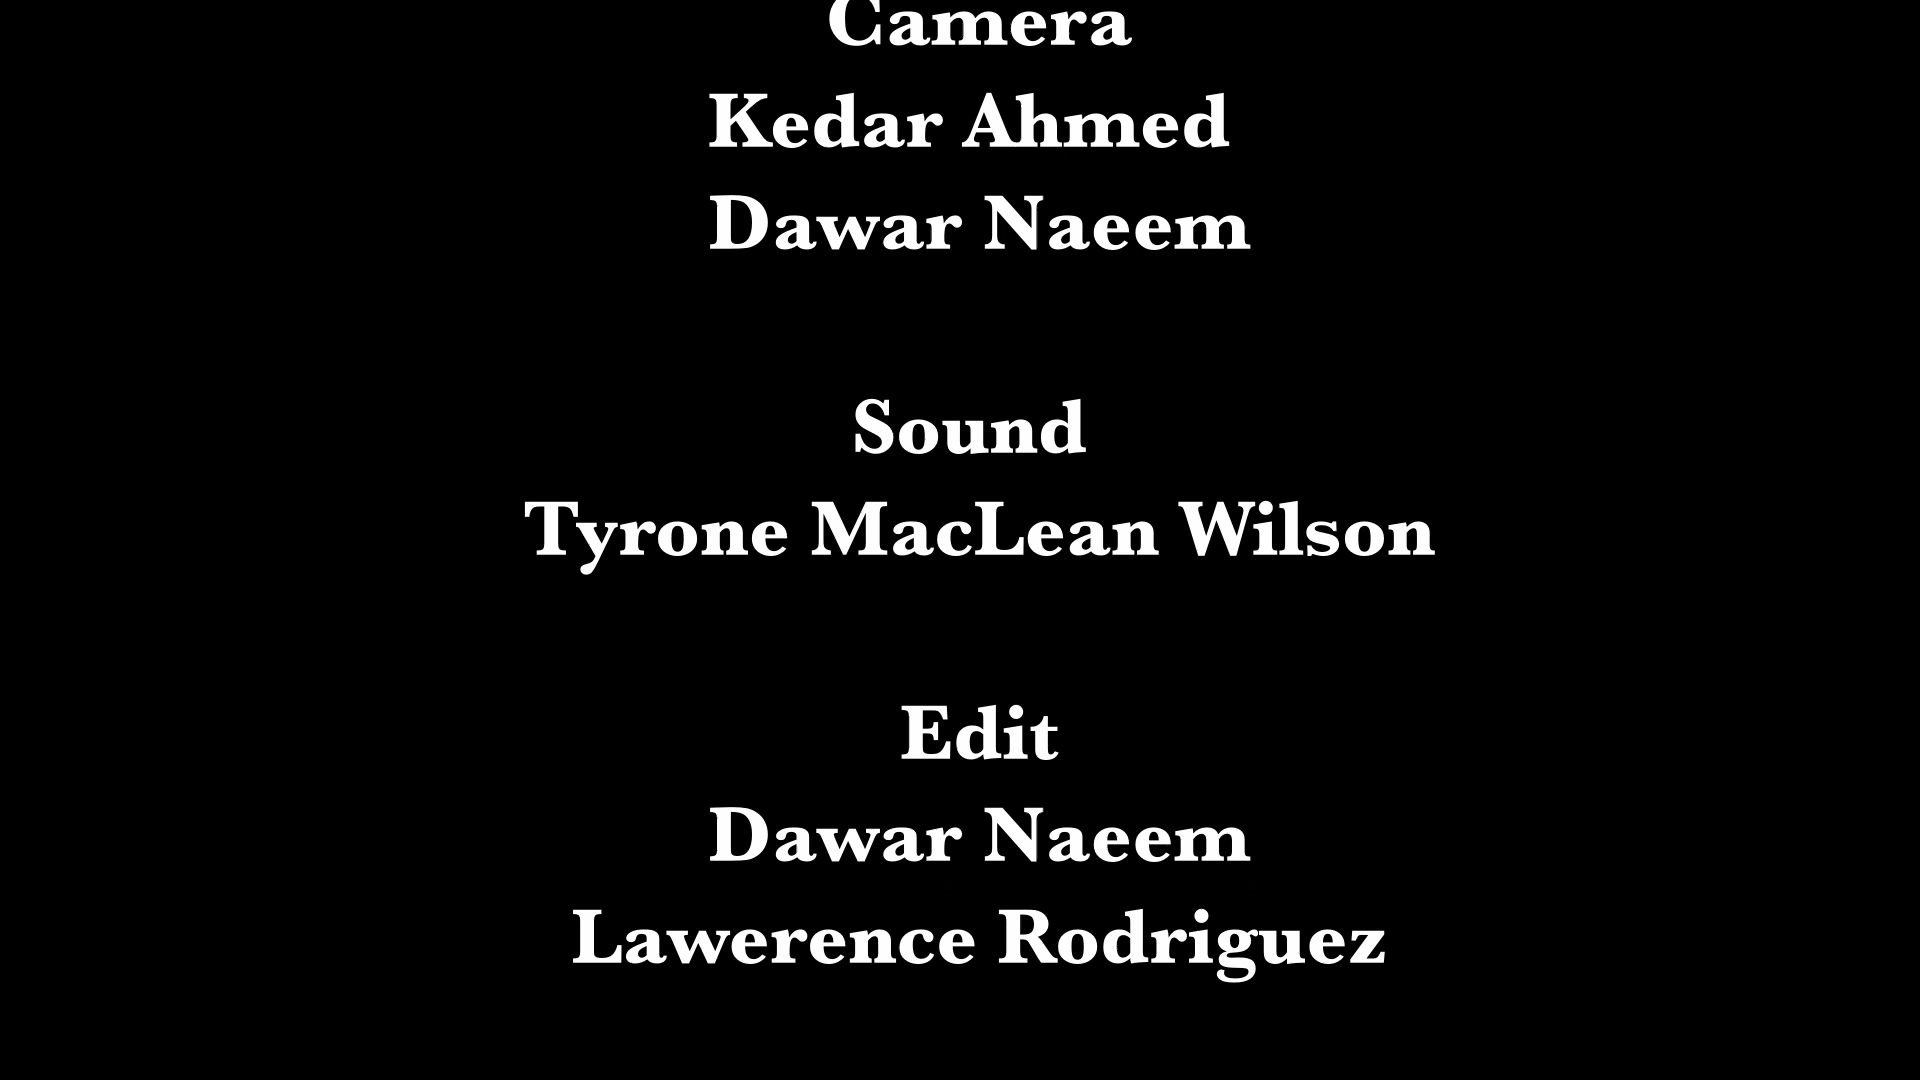 Camera
Kedar Ahmed
Dawar Naeem
Sound
Tyrone MacLean Wilson
Edit
Dawar Naeem
Lawerence Rodriguez